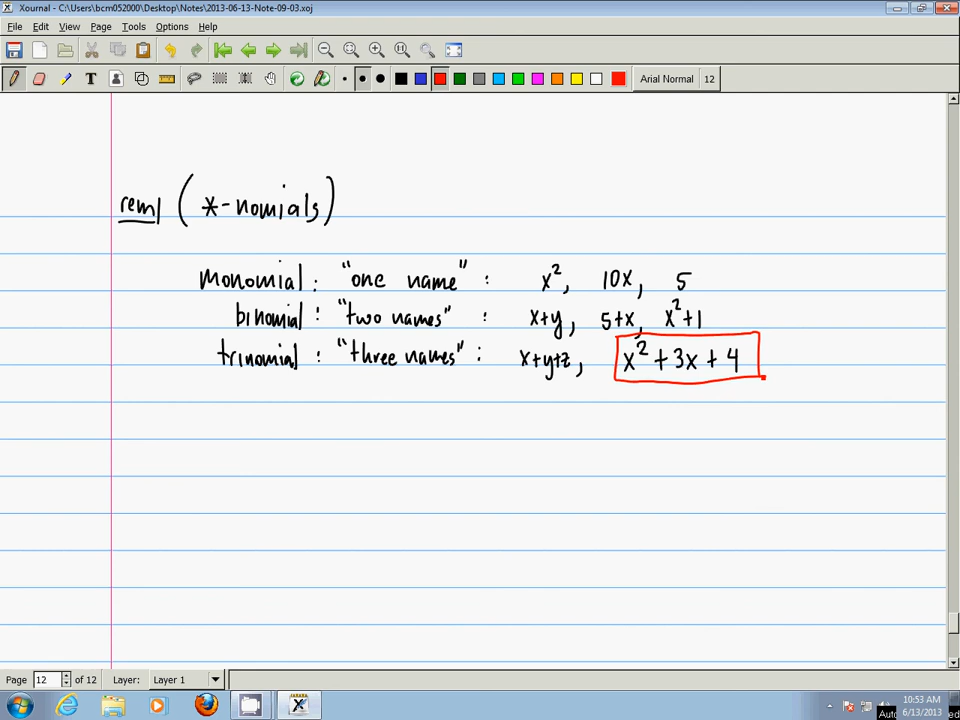 Xournal - C:\Users\bcm052000\Desktop\Notes\2013-06-13-Note-09-03.xoj
File Edit View Page Tools Options Help
T Arial Normal 12
rem| (*-nomials)
monomial: "one name": x², 10x, 5
binomial: "two names": x+y, 5+x, x²+1
trinomial: "three names": x+y+z, x²+3x+4
Page 12 of 12 Layer: Layer 1
10:53 AM
6/13/2013